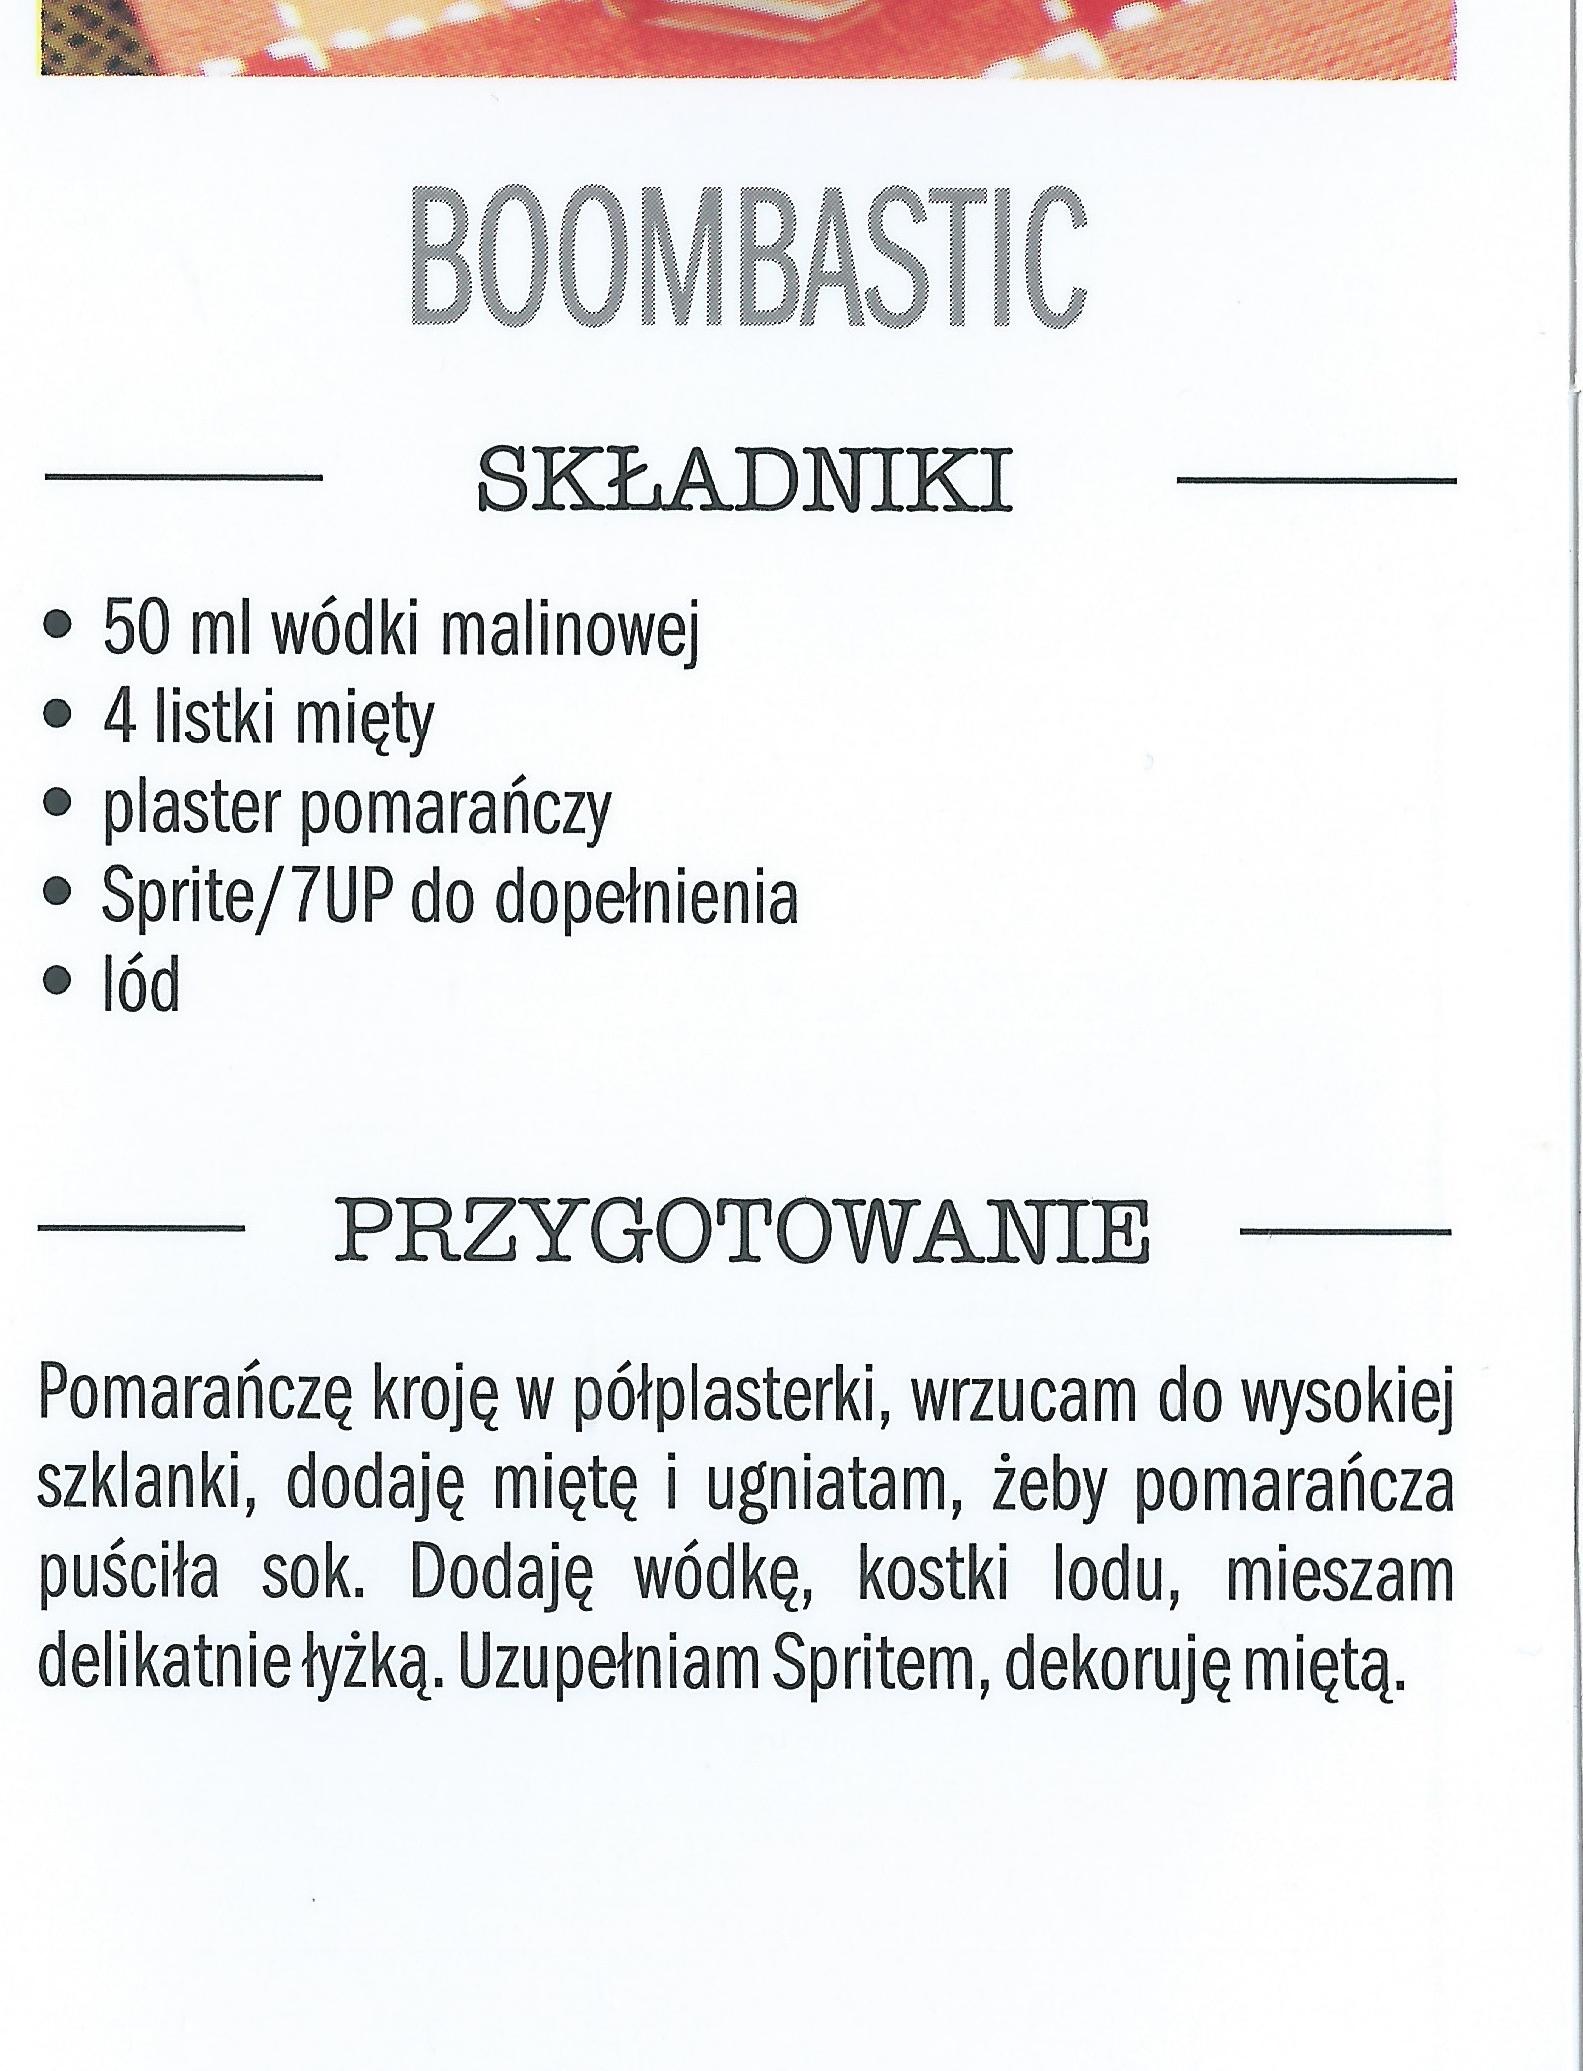 BOOMBASTIC
SKŁADNIKI
• 50 ml wódki malinowej
• 4 listki mięty
• plaster pomarańczy
• Sprite/7UP do dopełnienia
• lód
PRZYGOTOWANIE
Pomarańczę kroję w półplasterki, wrzucam do wysokiej
szklanki, dodaję miętę i ugniatam, żeby pomarańcza
puściła sok. Dodaję wódkę, kostki lodu, mieszam
delikatnie łyżką. Uzupełniam Spritem, dekoruję miętą.